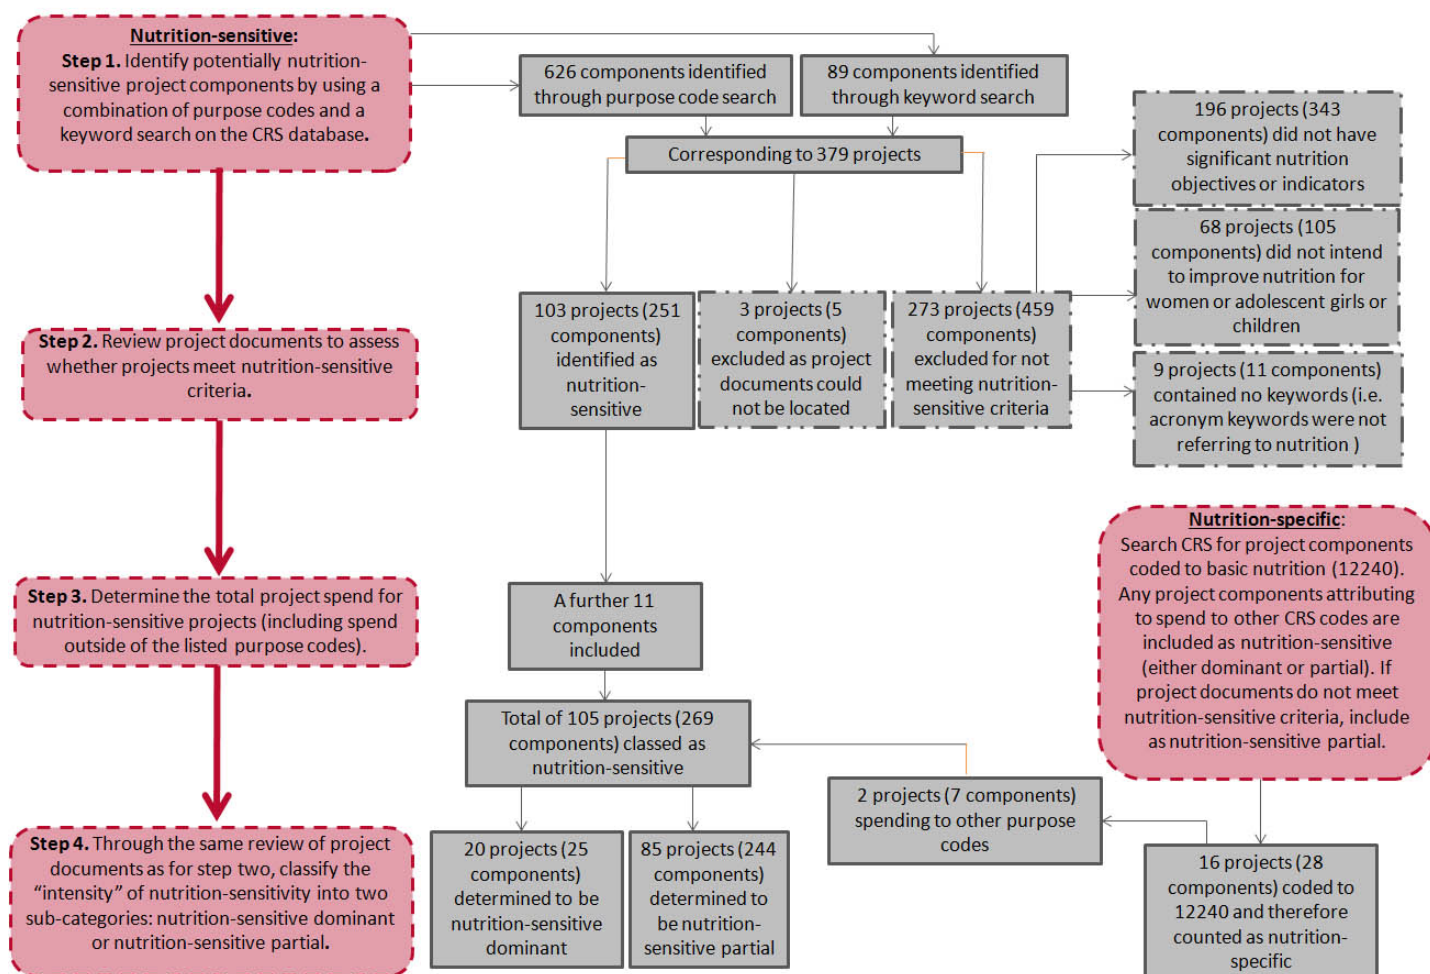 Nutrition-sensitive:
Step 1. Identify potentially nutrition-
sensitive project components by using a
combination of purpose codes and a
keyword search on the CRS database.
626 components identified
through purpose code search
89 components identified
through keyword search
Corresponding to 379 projects
196 projects (343
components) did not have
significant nutrition
objectives or indicators
68 projects (105
components) did not intend
to improve nutrition for
women or adolescent girls or
children
9 projects (11 components)
contained no keywords (i.e.
acronym keywords were not
referring to nutrition )
103 projects (251
components)
identified as
nutrition-
sensitive
3 projects (5
components)
excluded as project
documents could
not be located
273 projects (459
components)
excluded for not
meeting nutrition-
sensitive criteria
Step 2. Review project documents to assess
whether projects meet nutrition-sensitive
criteria.
Step 3. Determine the total project spend for
nutrition-sensitive projects (including spend
outside of the listed purpose codes).
A further 11
components
included
Nutrition-specific:
Search CRS for project components
coded to basic nutrition (12240).
Any project components attributing
to spend to other CRS codes are
included as nutrition-sensitive
(either dominant or partial). If
project documents do not meet
nutrition-sensitive criteria, include
as nutrition-sensitive partial.
Total of 105 projects (269
components) classed as
nutrition-sensitive
2 projects (7 components)
spending to other purpose
codes
Step 4. Through the same review of project
documents as for step two, classify the
“intensity” of nutrition-sensitivity into two
sub-categories: nutrition-sensitive dominant
or nutrition-sensitive partial.
20 projects (25
components)
determined to be
nutrition-sensitive
dominant
85 projects (244
components)
determined to
be nutrition-
sensitive partial
16 projects (28
components) coded to
12240 and therefore
counted as nutrition-
specific